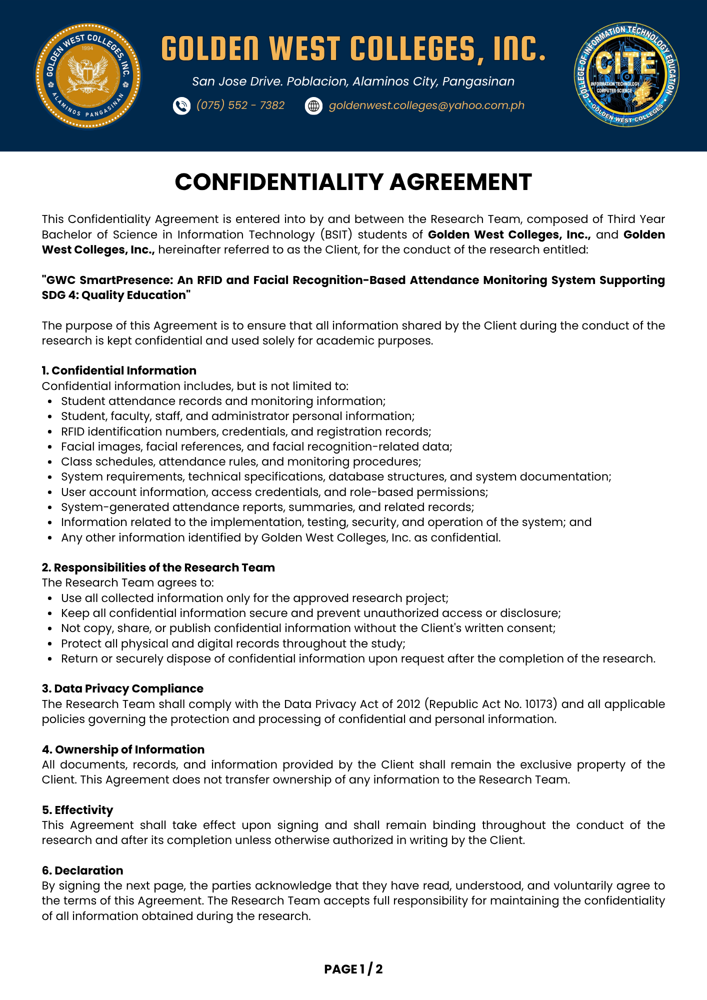 GOLDEN WEST COLLEGES, INC.
1994
ALAMINOS PANGASINAN
GOLDEN WEST COLLEGES, INC.
San Jose Drive. Poblacion, Alaminos City, Pangasinan
(075) 552 - 7382
goldenwest.colleges@yahoo.com.ph
COLLEGE OF INFORMATION TECHNOLOGY EDUCATION
CITE
INFORMATION TECHNOLOGY
COMPUTER SCIENCE
GOLDEN WEST COLLEGES
CONFIDENTIALITY AGREEMENT
This Confidentiality Agreement is entered into by and between the Research Team, composed of Third Year
Bachelor of Science in Information Technology (BSIT) students of Golden West Colleges, Inc., and Golden
West Colleges, Inc., hereinafter referred to as the Client, for the conduct of the research entitled:
"GWC SmartPresence: An RFID and Facial Recognition-Based Attendance Monitoring System Supporting
SDG 4: Quality Education"
The purpose of this Agreement is to ensure that all information shared by the Client during the conduct of the
research is kept confidential and used solely for academic purposes.
1. Confidential Information
Confidential information includes, but is not limited to:
• Student attendance records and monitoring information;
• Student, faculty, staff, and administrator personal information;
• RFID identification numbers, credentials, and registration records;
• Facial images, facial references, and facial recognition-related data;
• Class schedules, attendance rules, and monitoring procedures;
• System requirements, technical specifications, database structures, and system documentation;
• User account information, access credentials, and role-based permissions;
• System-generated attendance reports, summaries, and related records;
• Information related to the implementation, testing, security, and operation of the system; and
• Any other information identified by Golden West Colleges, Inc. as confidential.
2. Responsibilities of the Research Team
The Research Team agrees to:
• Use all collected information only for the approved research project;
• Keep all confidential information secure and prevent unauthorized access or disclosure;
• Not copy, share, or publish confidential information without the Client's written consent;
• Protect all physical and digital records throughout the study;
• Return or securely dispose of confidential information upon request after the completion of the research.
3. Data Privacy Compliance
The Research Team shall comply with the Data Privacy Act of 2012 (Republic Act No. 10173) and all applicable
policies governing the protection and processing of confidential and personal information.
4. Ownership of Information
All documents, records, and information provided by the Client shall remain the exclusive property of the
Client. This Agreement does not transfer ownership of any information to the Research Team.
5. Effectivity
This Agreement shall take effect upon signing and shall remain binding throughout the conduct of the
research and after its completion unless otherwise authorized in writing by the Client.
6. Declaration
By signing the next page, the parties acknowledge that they have read, understood, and voluntarily agree to
the terms of this Agreement. The Research Team accepts full responsibility for maintaining the confidentiality
of all information obtained during the research.
PAGE 1 / 2